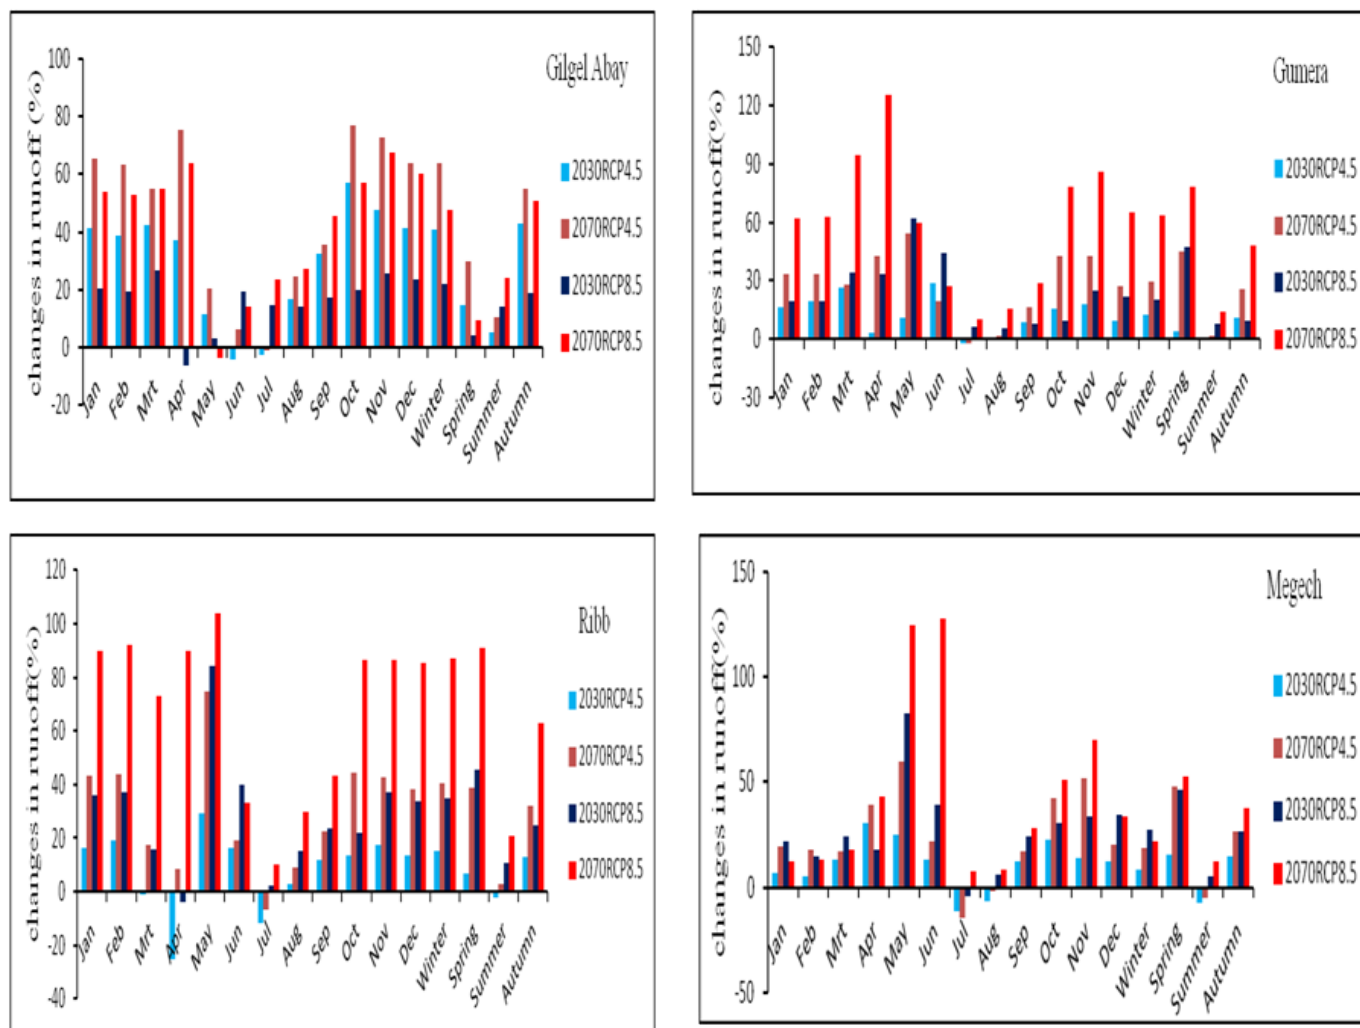 Gilgel Abay
changes in runoff (%)
100
80
60
40
20
0
-20
Jan Feb Mrt Apr May Jun Jul Aug Sep Oct Nov Dec Winter Spring Summer Autumn
2030RCP4.5
2070RCP4.5
2030RCP8.5
2070RCP8.5
Gumera
changes in runoff(%)
150
120
90
60
30
0
-30
Jan Feb Mrt Apr May Jun Jul Aug Sep Oct Nov Dec Winter Spring Summer Autumn
2030RCP4.5
2070RCP4.5
2030RCP8.5
2070RCP8.5
Ribb
changes in runoff(%)
120
100
80
60
40
20
0
-20
-40
Jan Feb Mrt Apr May Jun Jul Aug Sep Oct Nov Dec Winter Spring Summer Autumn
2030RCP4.5
2070RCP4.5
2030RCP8.5
2070RCP8.5
Megech
changes in runoff(%)
150
100
50
0
-50
Jan Feb Mrt Apr May Jun Jul Aug Sep Oct Nov Dec Winter Spring Summer Autumn
2030RCP4.5
2070RCP4.5
2030RCP8.5
2070RCP8.5